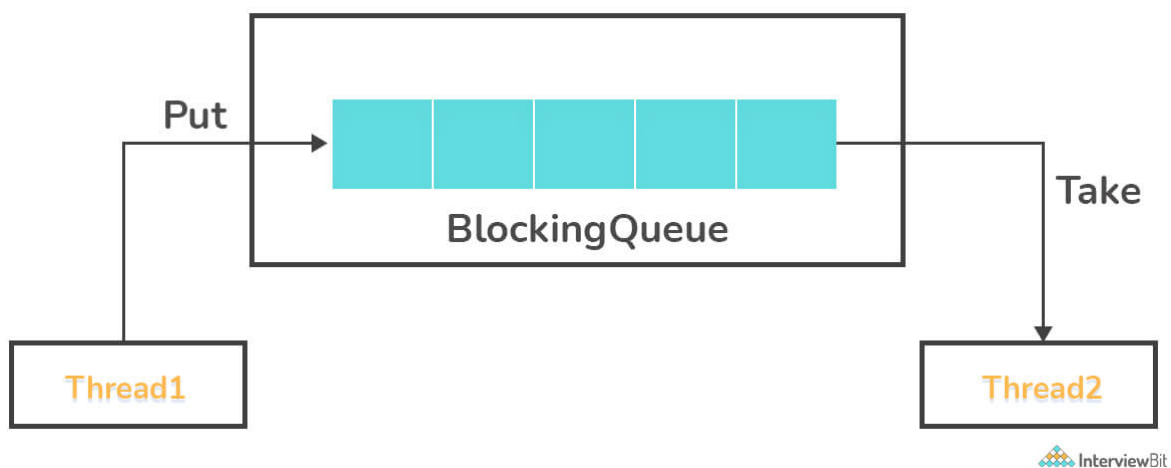 Put
Take
BlockingQueue
Thread1
Thread2
InterviewBit